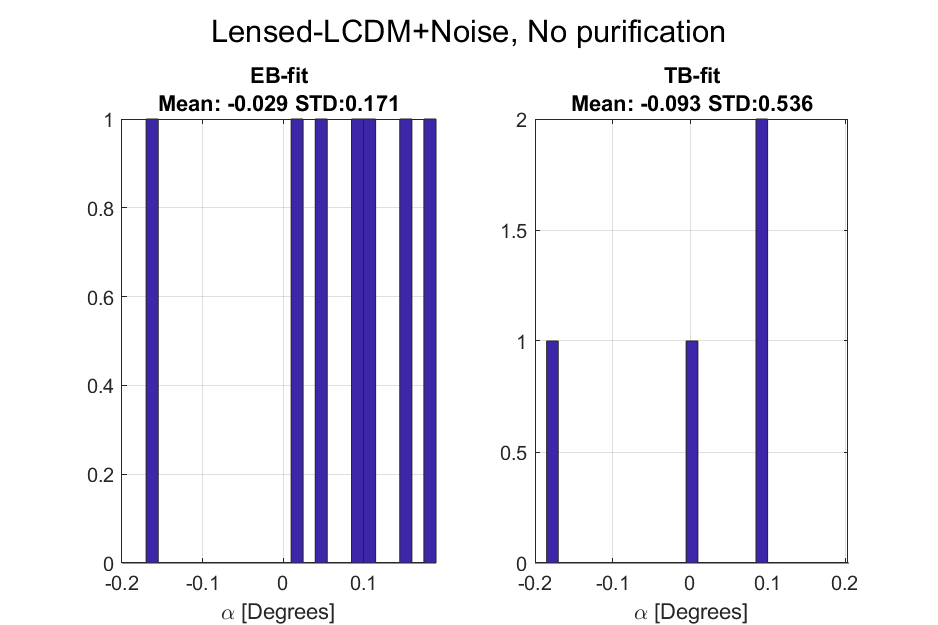 Lensed-LCDM+Noise, No purification
EB-fit
Mean: -0.029 STD:0.171
1
0.8
0.6
0.4
0.2
0
-0.2
-0.1
0
0.1
α [Degrees]
TB-fit
Mean: -0.093 STD:0.536
2
1.5
1
0.5
0
-0.2
-0.1
0
0.1
0.2
α [Degrees]